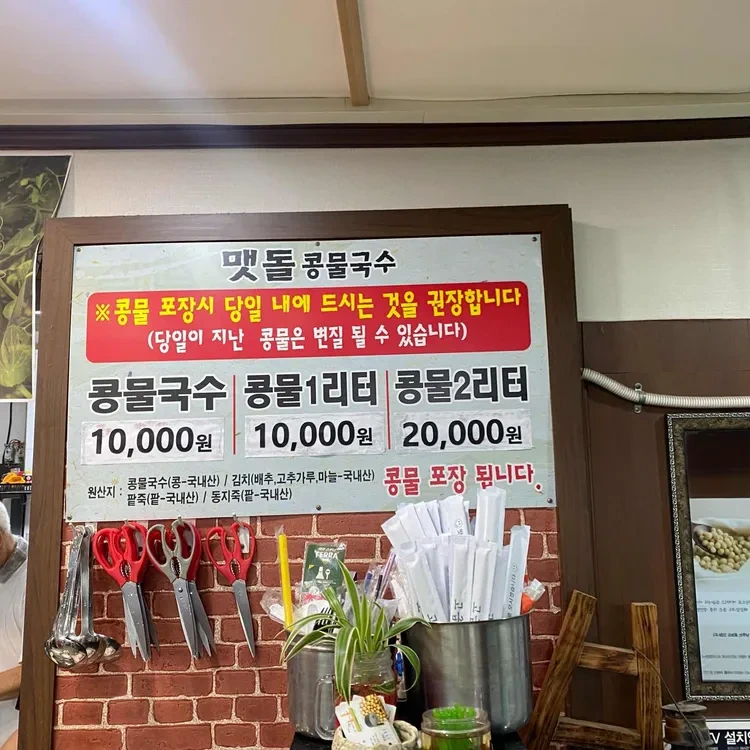 맷돌 콩물국수
※콩물 포장시 당일 내에 드시는 것을 권장합니다
(당일이 지난 콩물은 변질 될 수 있습니다)
콩물국수 콩물1리터 콩물2리터
10,000원 10,000원 20,000원
원산지 : 콩물국수(콩-국내산) / 김치(배추,고추가루,마늘-국내산)
팥죽(팥-국내산) / 동지죽(팥-국내산)
콩물 포장 됩니다.
TV 설치